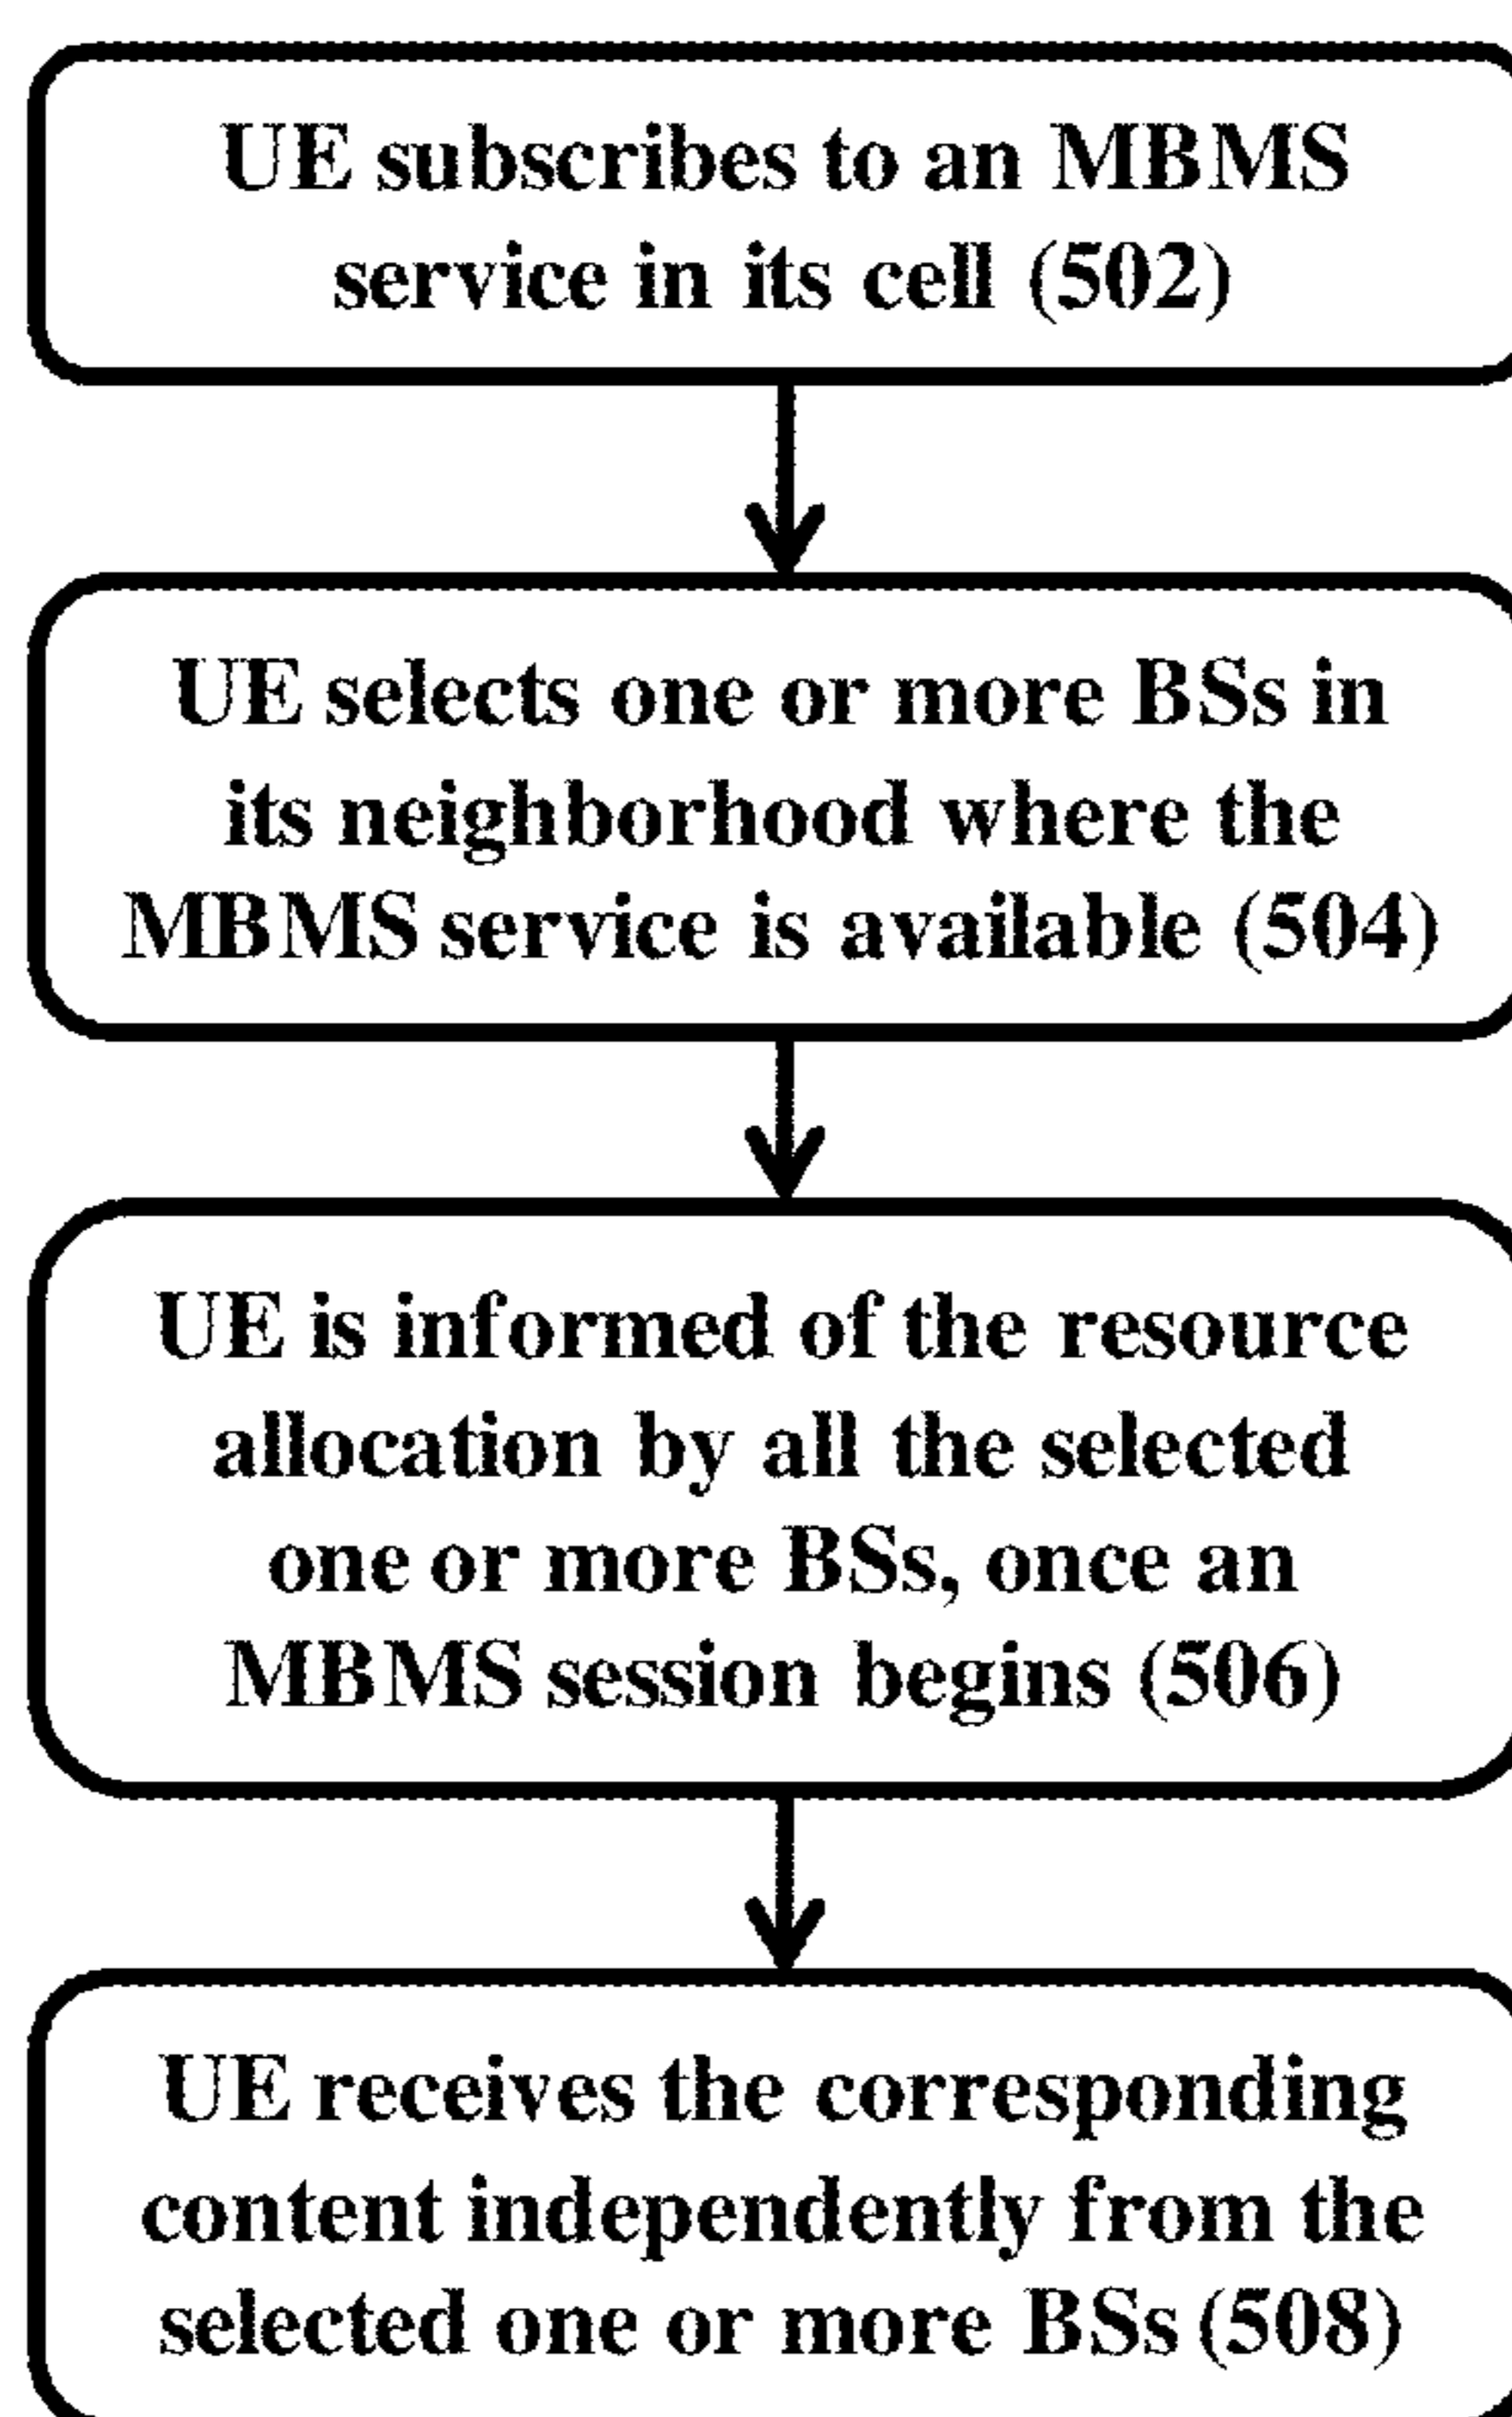 UE subscribes to an MBMS
service in its cell (502)
UE selects one or more BSs in
its neighborhood where the
MBMS service is available (504)
UE is informed of the resource
allocation by all the selected
one or more BSs, once an
MBMS session begins (506)
UE receives the corresponding
content independently from the
selected one or more BSs (508)